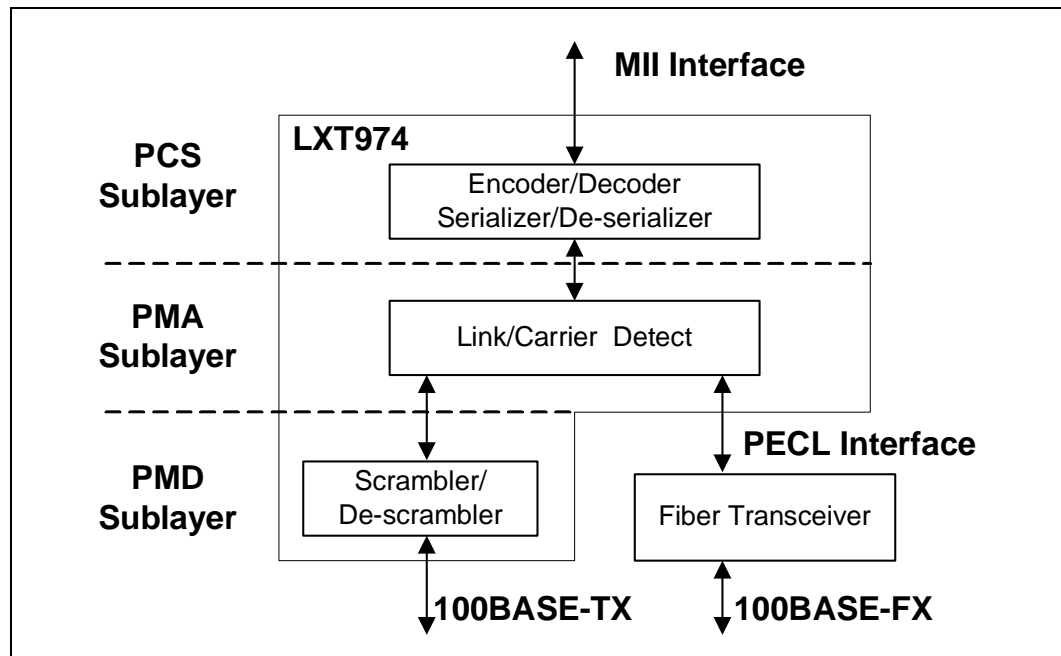 MII Interface
LXT974
PCS
Sublayer
Encoder/Decoder
Serializer/De-serializer
PMA
Sublayer
Link/Carrier Detect
PECL Interface
PMD
Sublayer
Scrambler/
De-scrambler
Fiber Transceiver
100BASE-TX
100BASE-FX